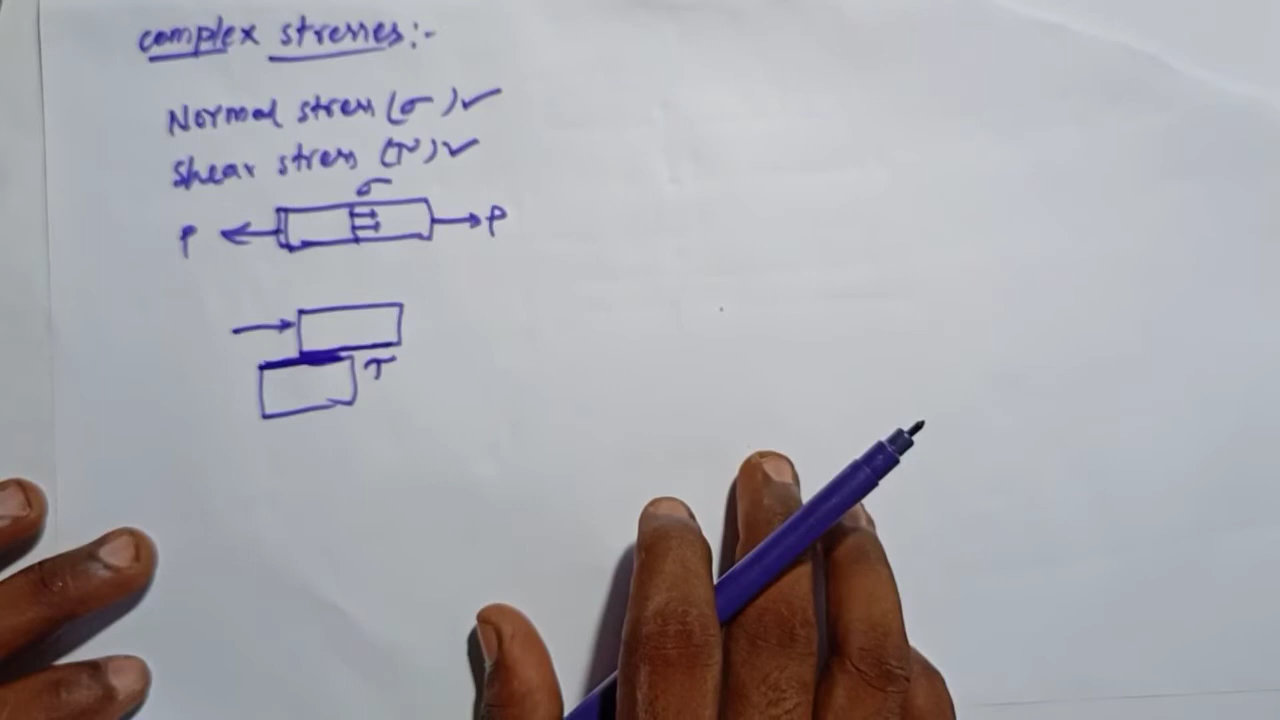 complex stresses:-
Normal stress (σ) ✓
Shear stress (τ) ✓
σ
P P
τ